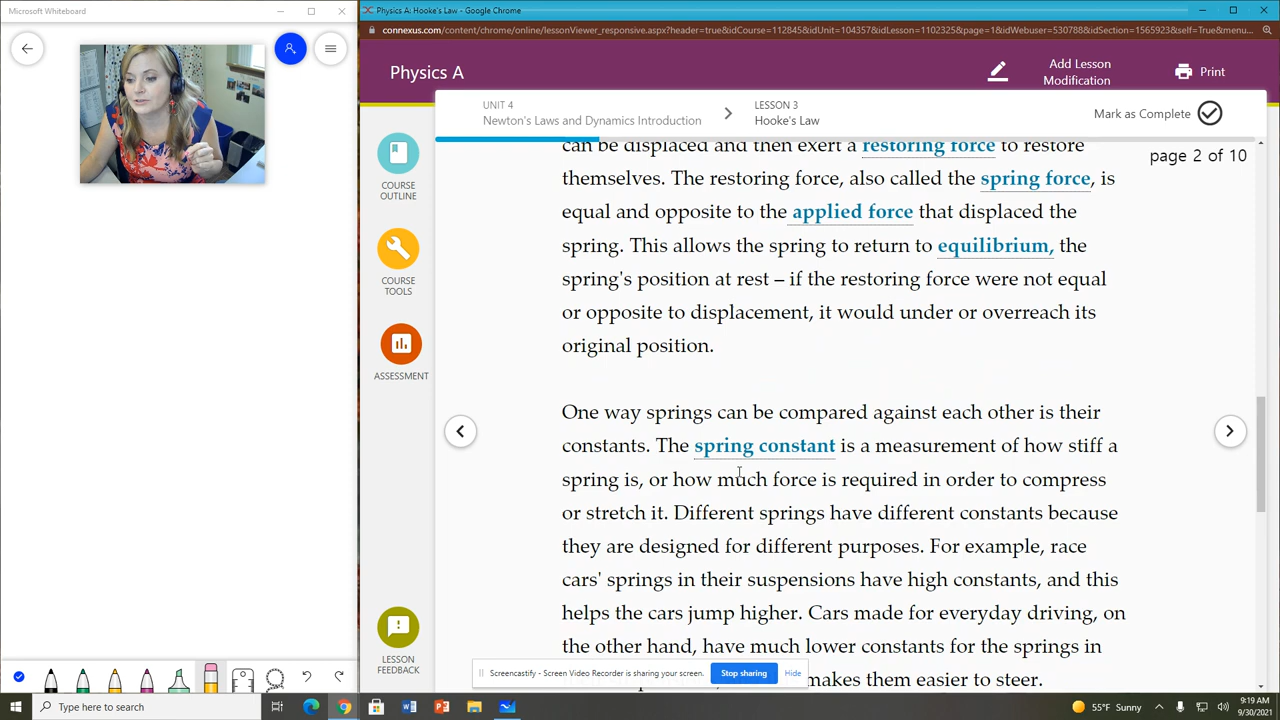 Microsoft Whiteboard
Physics A: Hooke's Law - Google Chrome
connexus.com/content/chrome/online/lessonViewer_responsive.aspx?header=true&idCourse=112845&idUnit=104357&idLesson=1102325&page=1&idWebuser=530788&idSection=1565923&self=True&menu...
Physics A
Add Lesson
Modification
Print
UNIT 4
Newton's Laws and Dynamics Introduction
LESSON 3
Hooke's Law
Mark as Complete
page 2 of 10
COURSE
OUTLINE
COURSE
TOOLS
ASSESSMENT
LESSON
FEEDBACK
can be displaced and then exert a restoring force to restore
themselves. The restoring force, also called the spring force, is
equal and opposite to the applied force that displaced the
spring. This allows the spring to return to equilibrium, the
spring's position at rest – if the restoring force were not equal
or opposite to displacement, it would under or overreach its
original position.
One way springs can be compared against each other is their
constants. The spring constant is a measurement of how stiff a
spring is, or how much force is required in order to compress
or stretch it. Different springs have different constants because
they are designed for different purposes. For example, race
cars' springs in their suspensions have high constants, and this
helps the cars jump higher. Cars made for everyday driving, on
the other hand, have much lower constants for the springs in
makes them easier to steer.
Screencastify - Screen Video Recorder is sharing your screen.
Stop sharing
Hide
Type here to search
55°F Sunny
9:19 AM
9/30/2021